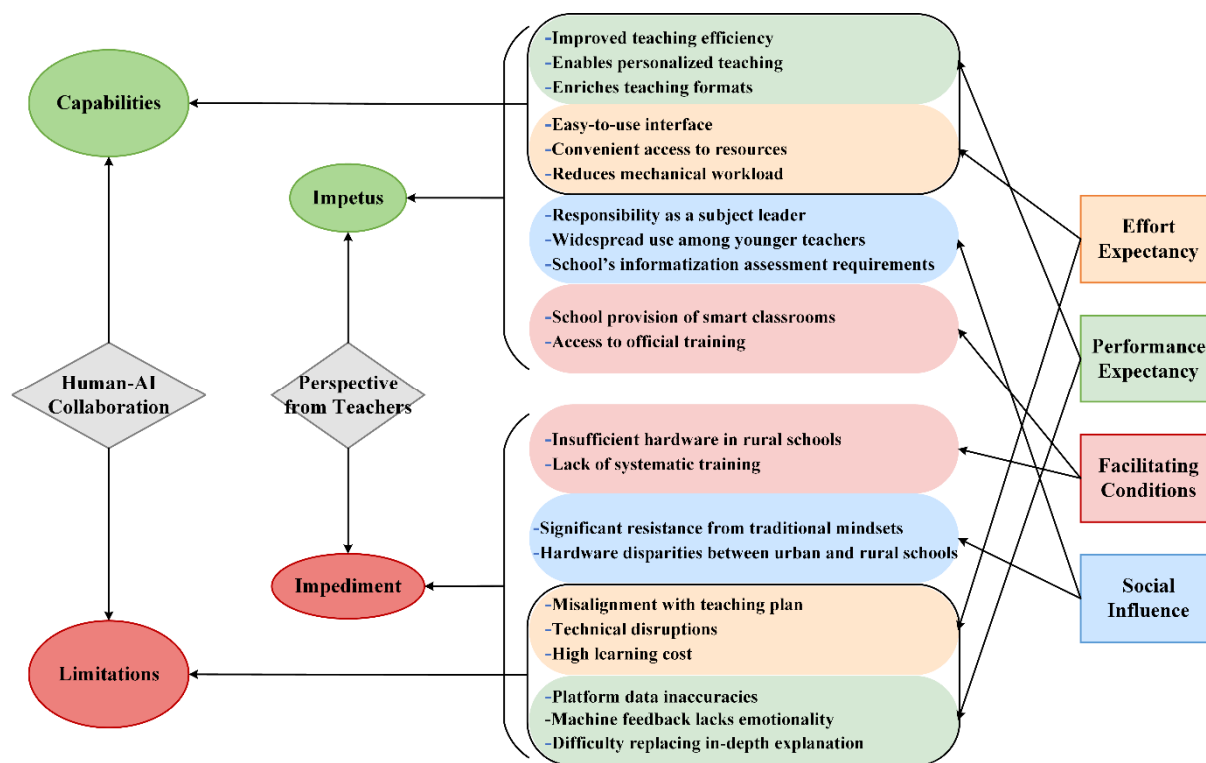 Capabilities
Impetus
Human-AI
Collaboration
Perspective
from Teachers
Impediment
Limitations
-Improved teaching efficiency
-Enables personalized teaching
-Enriches teaching formats
-Easy-to-use interface
-Convenient access to resources
-Reduces mechanical workload
-Responsibility as a subject leader
-Widespread use among younger teachers
-School's informatization assessment requirements
-School provision of smart classrooms
-Access to official training
-Insufficient hardware in rural schools
-Lack of systematic training
-Significant resistance from traditional mindsets
-Hardware disparities between urban and rural schools
-Misalignment with teaching plan
-Technical disruptions
-High learning cost
-Platform data inaccuracies
-Machine feedback lacks emotionality
-Difficulty replacing in-depth explanation
Effort
Expectancy
Performance
Expectancy
Facilitating
Conditions
Social
Influence